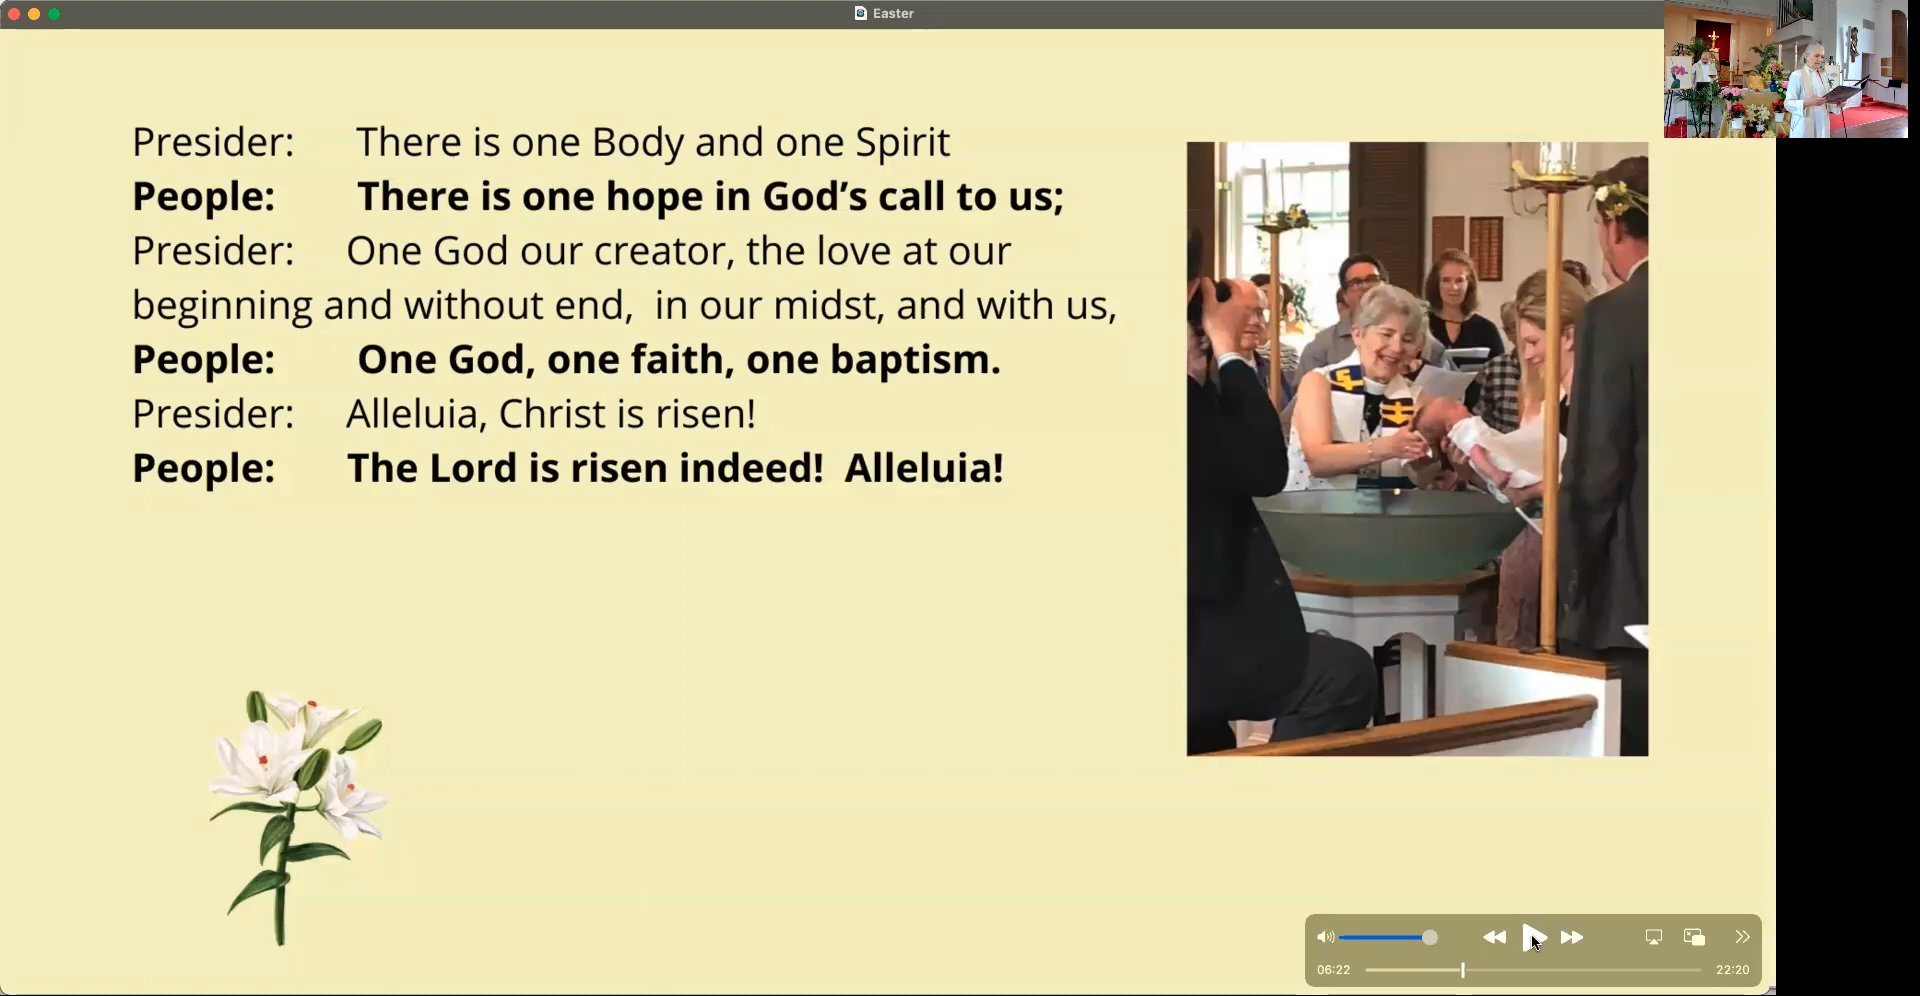 Easter
Presider: There is one Body and one Spirit
People: There is one hope in God’s call to us;
Presider: One God our creator, the love at our
beginning and without end, in our midst, and with us,
People: One God, one faith, one baptism.
Presider: Alleluia, Christ is risen!
People: The Lord is risen indeed! Alleluia!
06:22
22:20